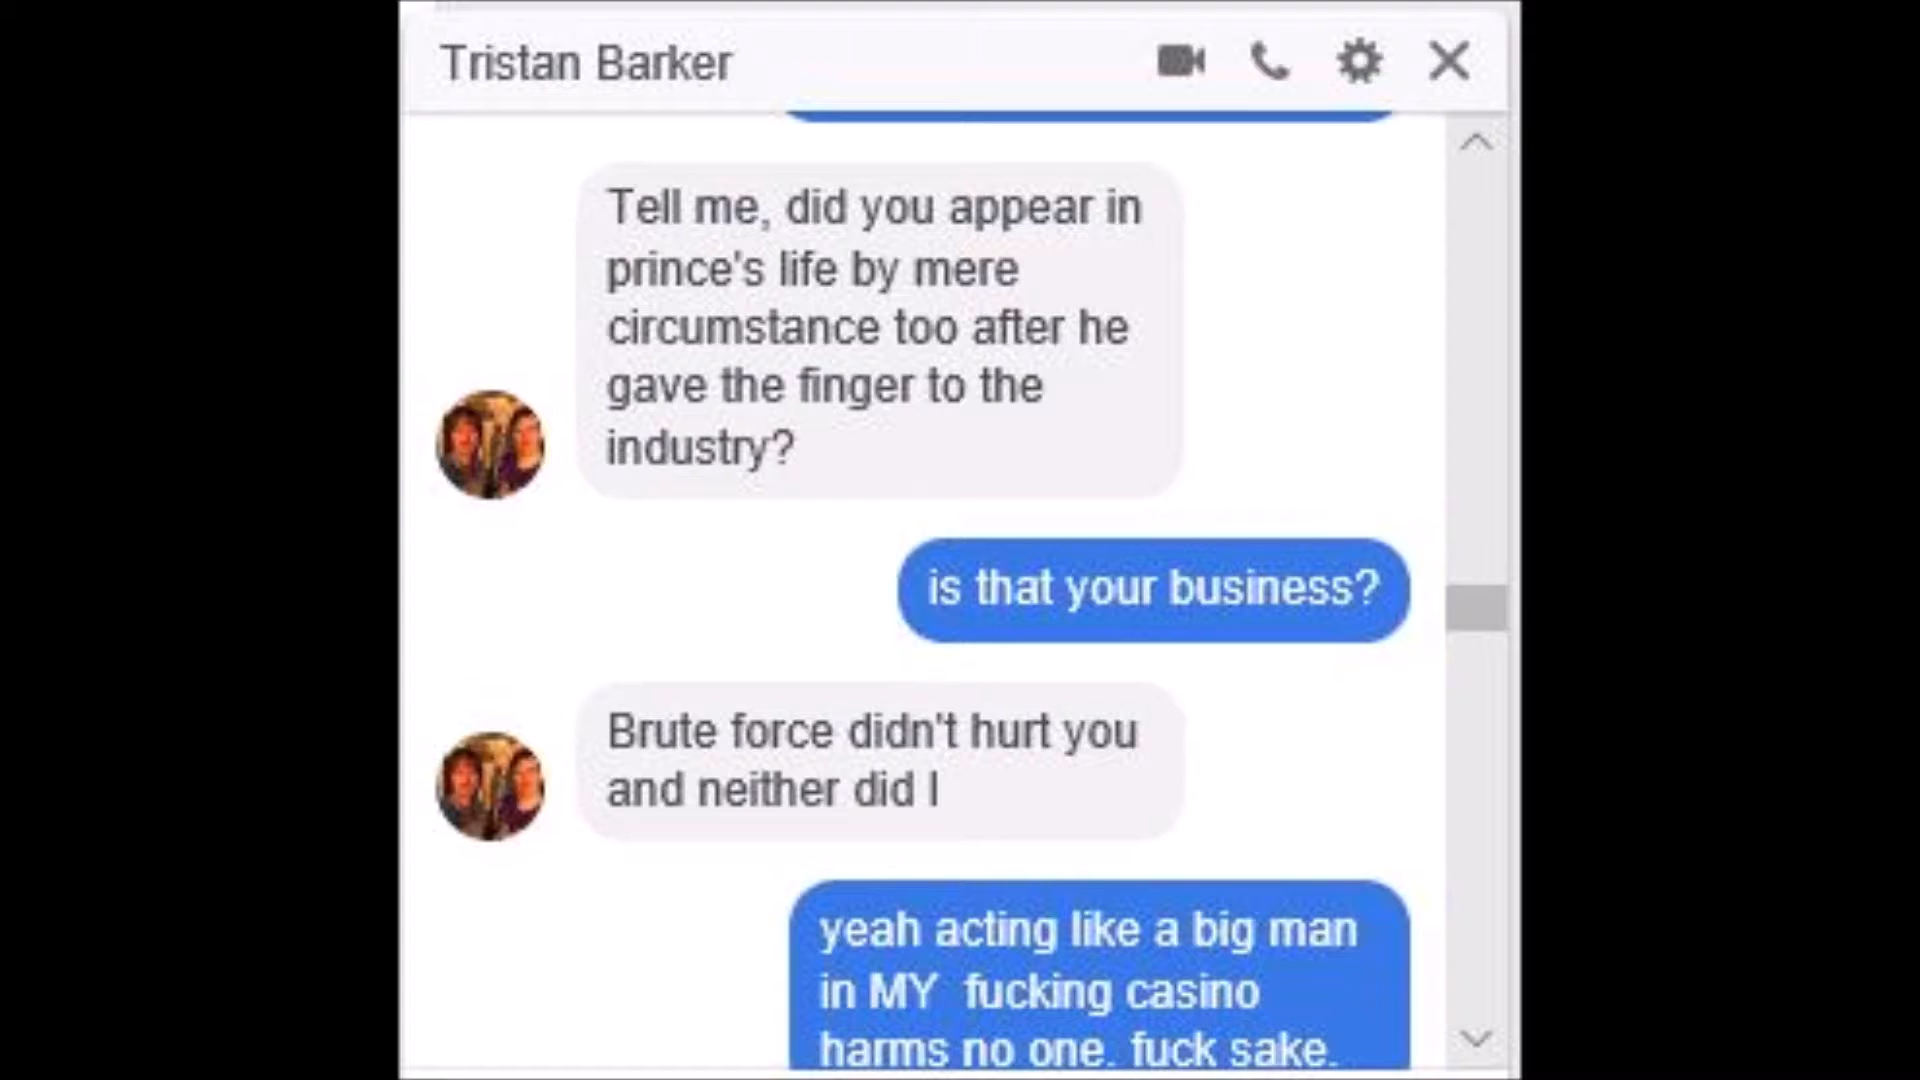 Tristan Barker
Tell me, did you appear in
prince's life by mere
circumstance too after he
gave the finger to the
industry?
is that your business?
Brute force didn't hurt you
and neither did I
yeah acting like a big man
in MY fucking casino
harms no one. fuck sake.